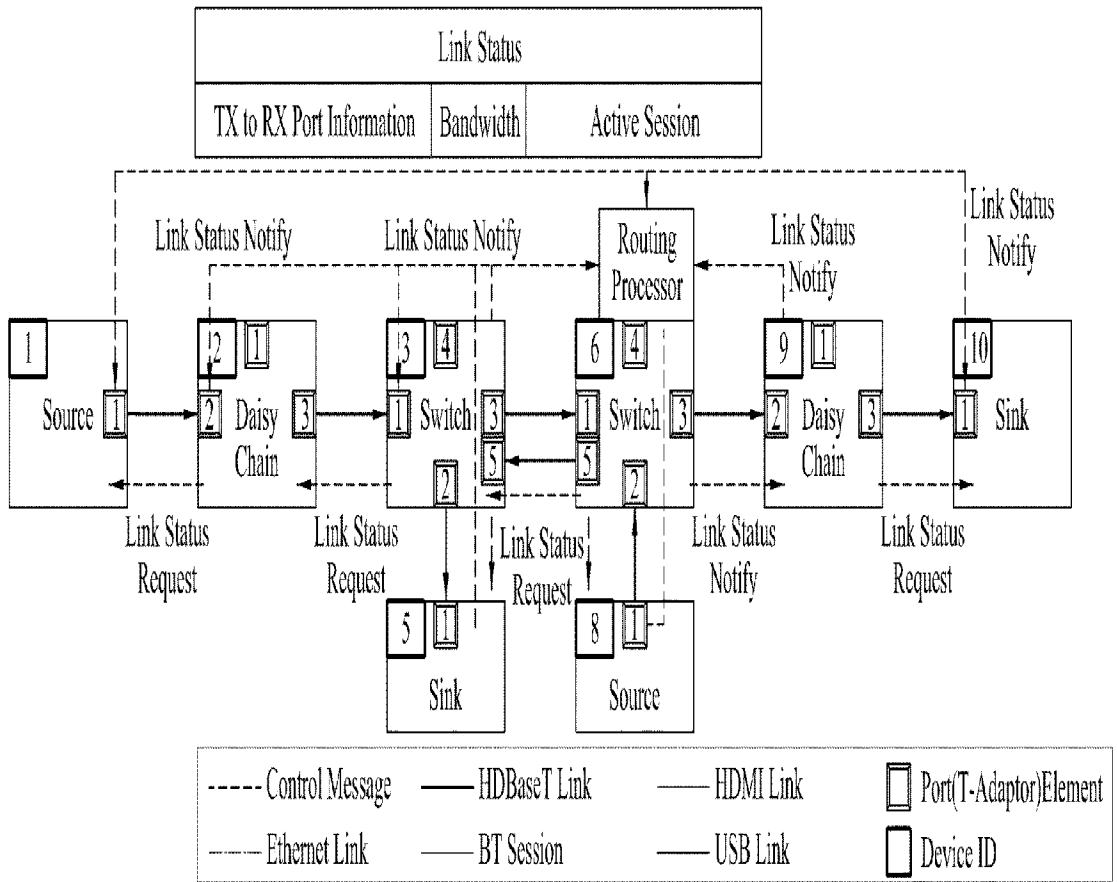 Link Status
TX to RX Port Information
Bandwidth
Active Session
Link Status Notify
Link Status Notify
Routing
Processor
Link Status
Notify
Link Status
Notify
1
Source
1
2
1
2
Daisy
Chain
3
3
4
1
Switch
3
5
2
6
4
1
Switch
3
5
2
9
1
2
Daisy
Chain
3
10
1
Sink
Link Status
Request
Link Status
Request
Link Status
Request
Link Status
Notify
Link Status
Request
5
1
Sink
8
1
Source
Control Message
HDBaseT Link
HDMI Link
Port(T-Adaptor)Element
Ethernet Link
BT Session
USB Link
Device ID